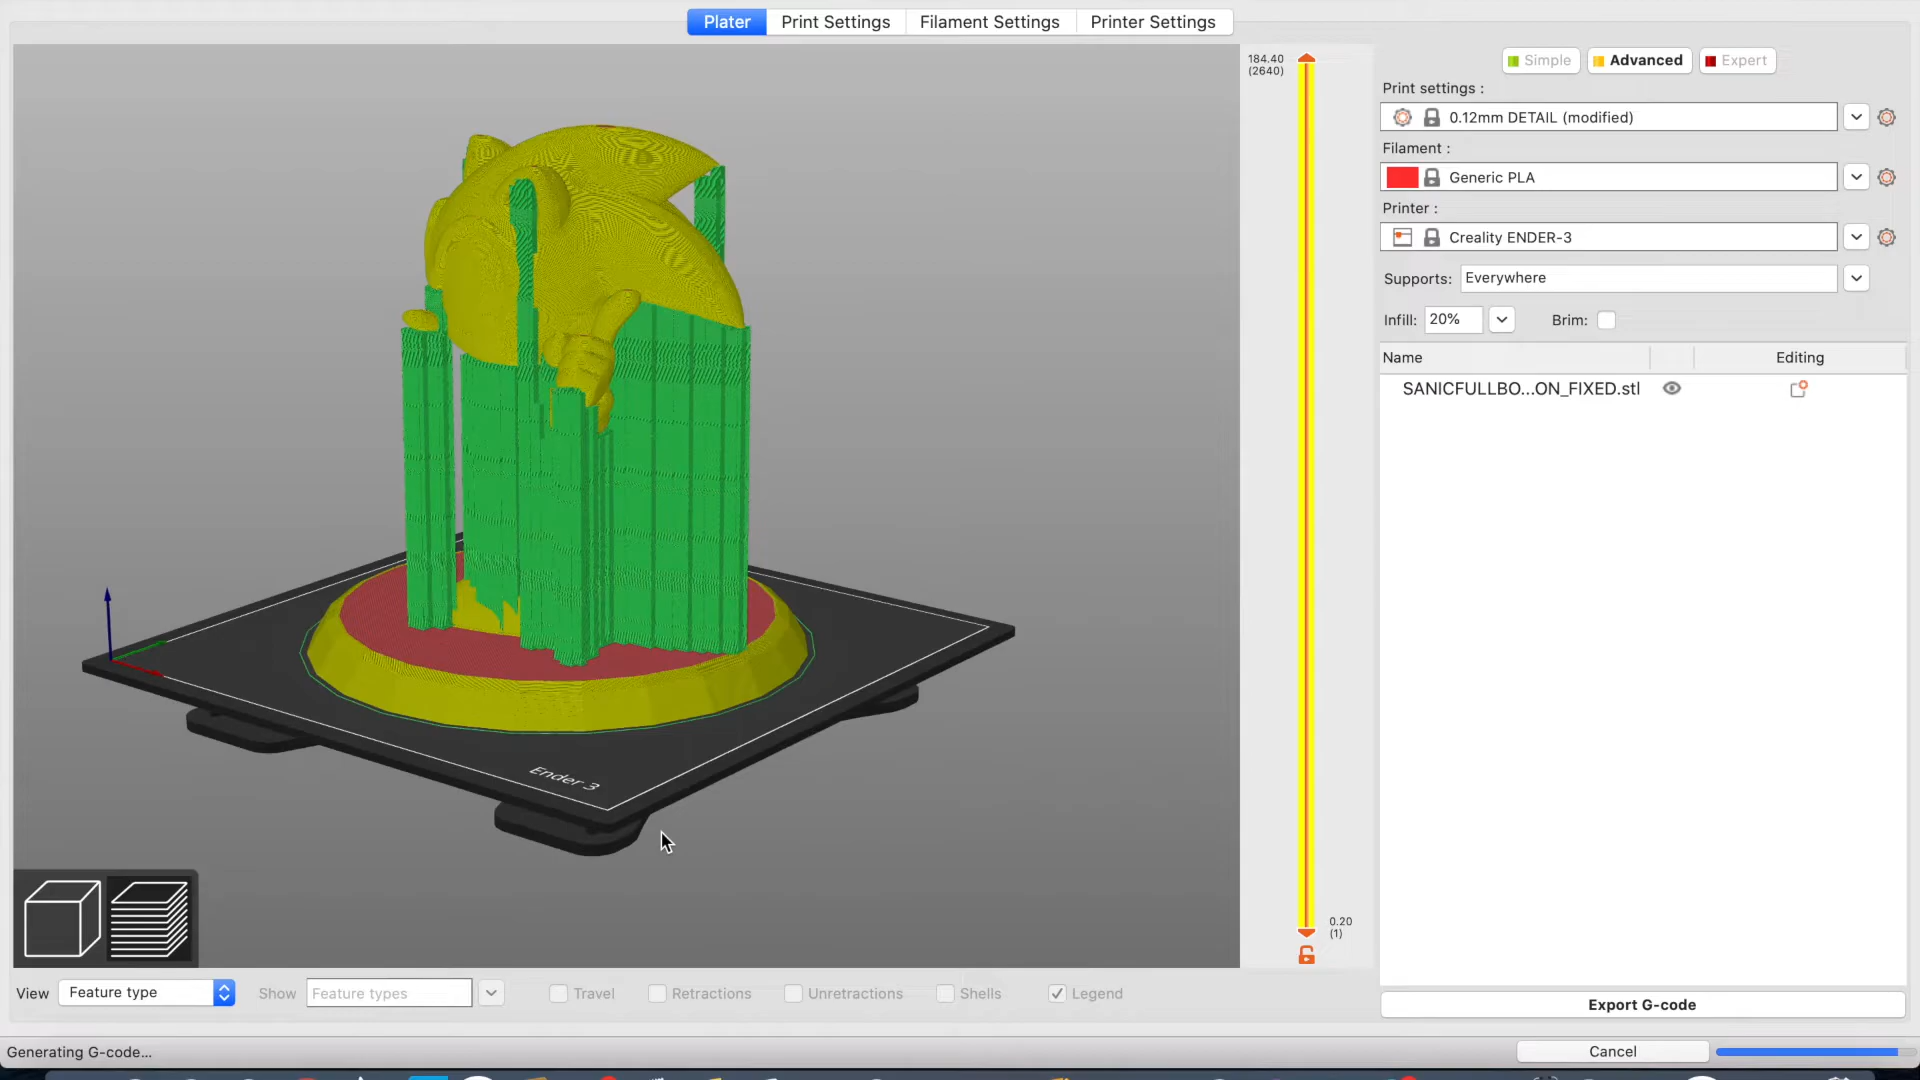 Plater Print Settings Filament Settings Printer Settings
184.40
(2640)
Simple Advanced Expert
Print settings :
0.12mm DETAIL (modified)
Filament :
Generic PLA
Printer :
Creality ENDER-3
Supports: Everywhere
Infill: 20% Brim:
Name Editing
SANICFULLBO...ON_FIXED.stl
Ender 3
0.20
(1)
View Feature type Show Feature types Travel Retractions Unretractions Shells Legend
Export G-code
Generating G-code... Cancel